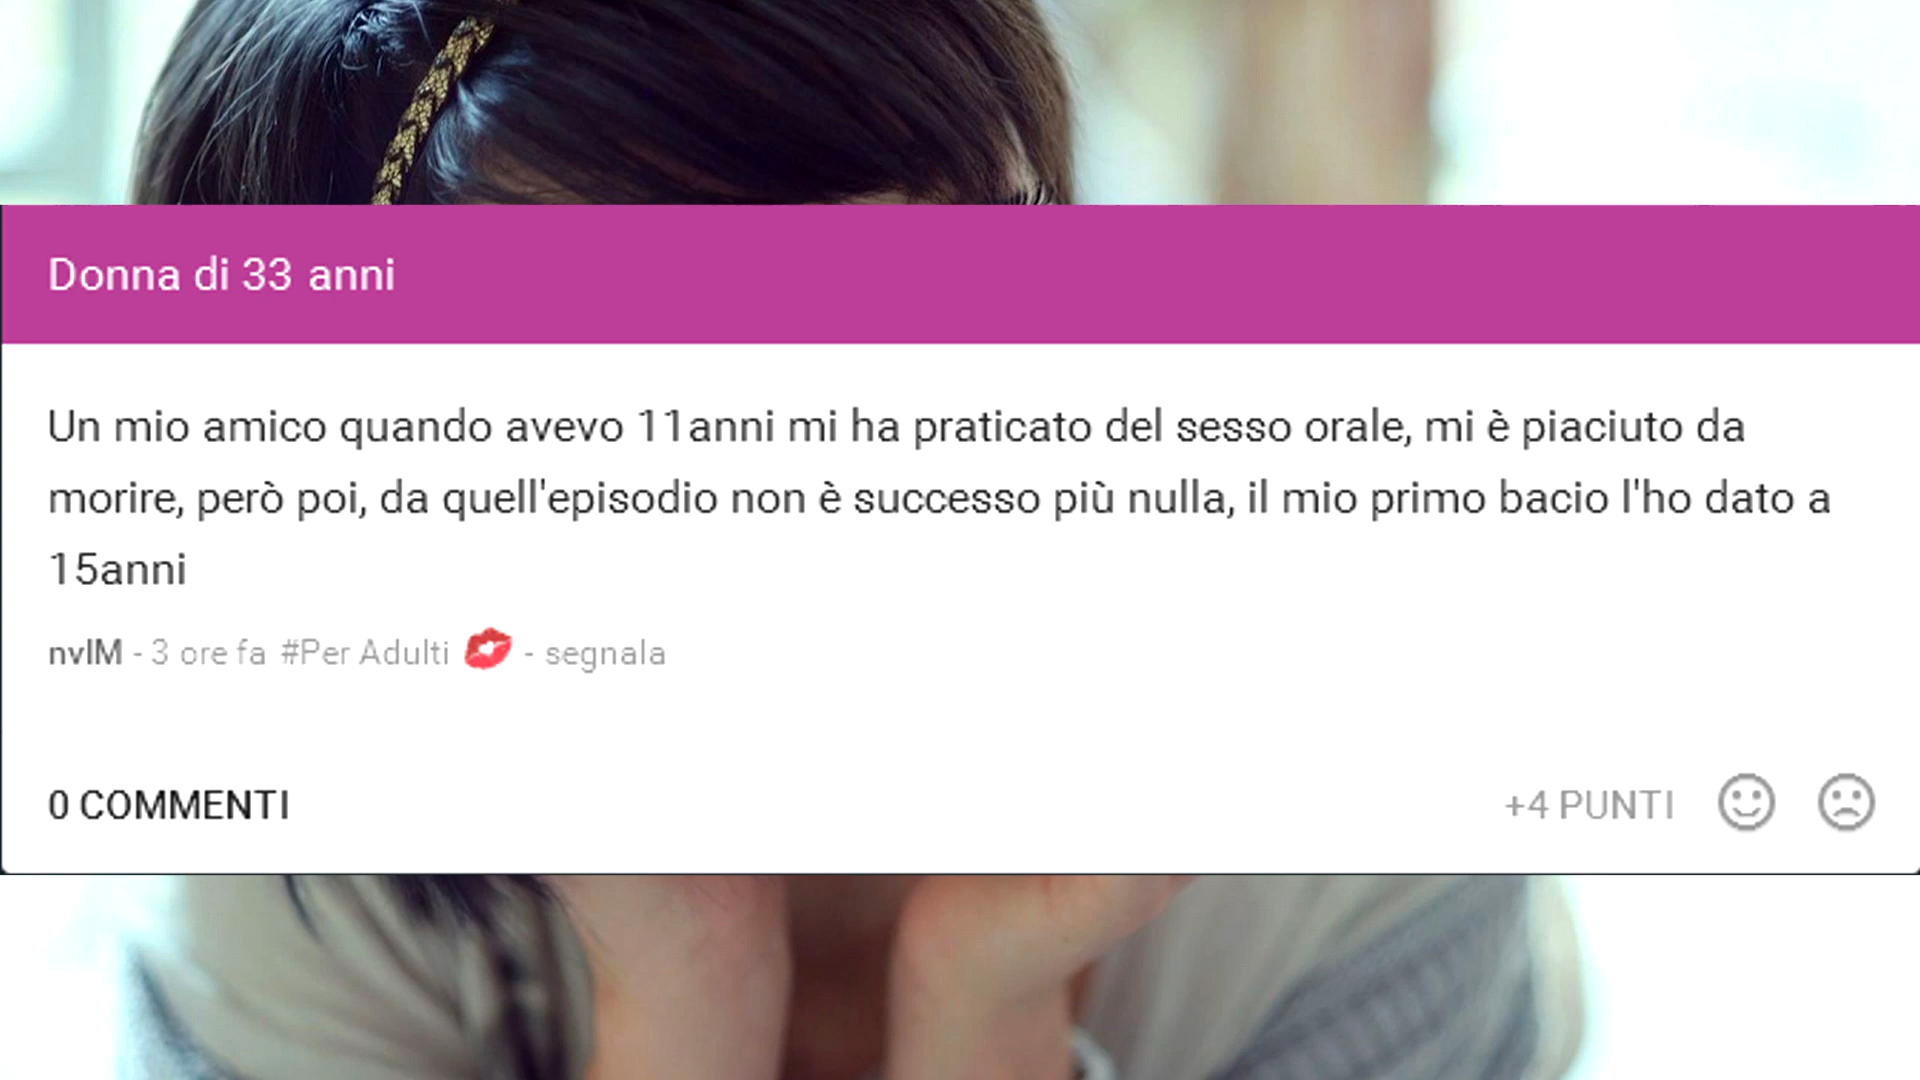 Donna di 33 anni
Un mio amico quando avevo 11anni mi ha praticato del sesso orale, mi è piaciuto da
morire, però poi, da quell'episodio non è successo più nulla, il mio primo bacio l'ho dato a
15anni
nvlM - 3 ore fa #Per Adulti 💋 - segnala
0 COMMENTI
+4 PUNTI